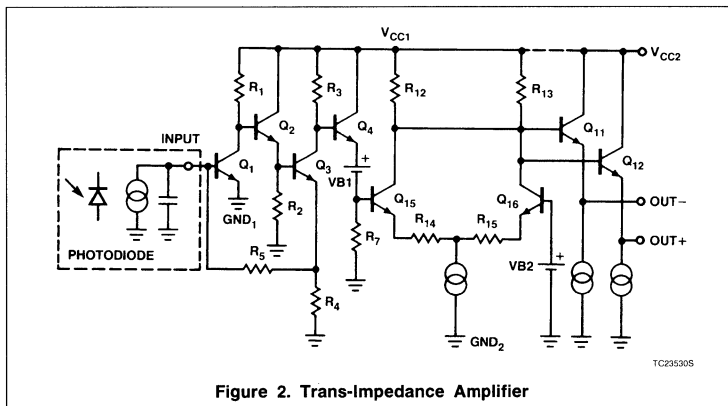 VCC1
VCC2
R1
R3
R12
R13
Q2
Q4
Q11
INPUT
Q1
Q3
Q12
VB1
Q15
Q16
GND1
R2
OUT−
R7
R14
R15
PHOTODIODE
R5
VB2
OUT+
R4
GND2
TC23530S
Figure 2. Trans-Impedance Amplifier